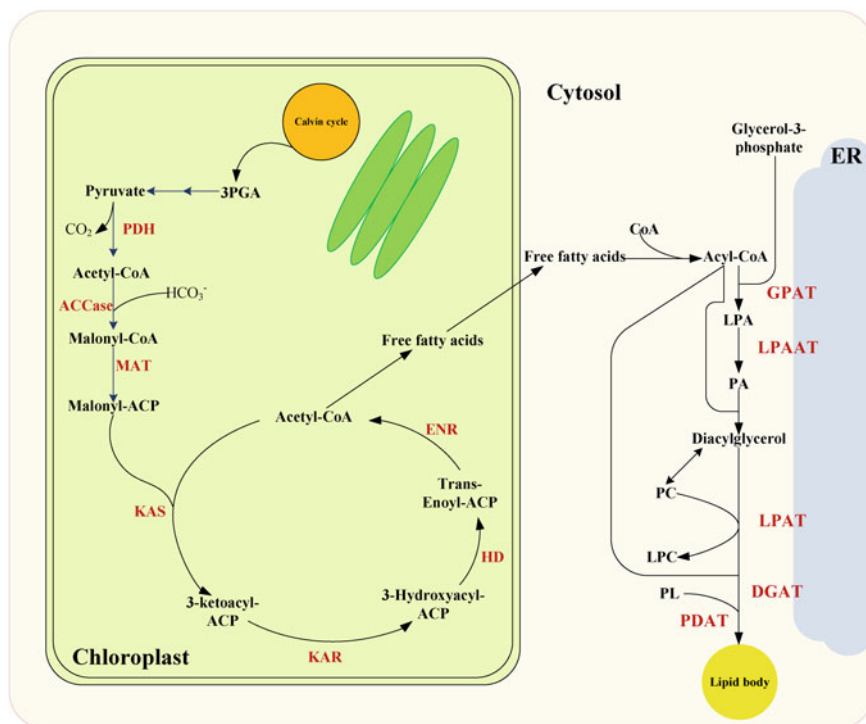 Cytosol
Calvin cycle
Glycerol-3-
phosphate
ER
Pyruvate
3PGA
CO2
PDH
CoA
Free fatty acids
Acyl-CoA
Acetyl-CoA
ACCase
HCO3-
GPAT
LPA
Malonyl-CoA
Free fatty acids
LPAAT
MAT
PA
Malonyl-ACP
Acetyl-CoA
ENR
Diacylglycerol
Trans-
Enoyl-ACP
PC
KAS
LPAT
HD
LPC
3-ketoacyl-
ACP
3-Hydroxyacyl-
ACP
PL
DGAT
PDAT
Chloroplast
KAR
Lipid body